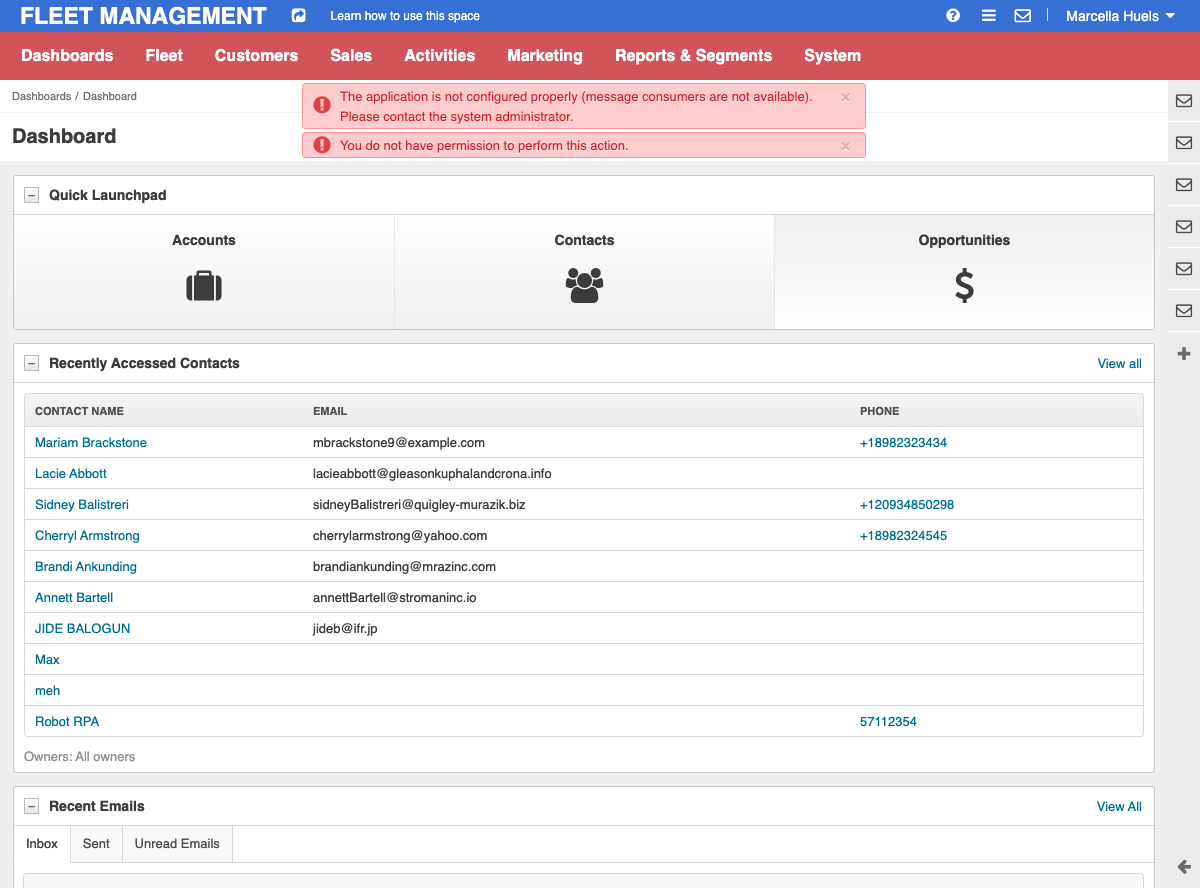 FLEET MANAGEMENT Learn how to use this space Marcella Huels
Dashboards Fleet Customers Sales Activities Marketing Reports & Segments System
Dashboards / Dashboard
The application is not configured properly (message consumers are not available).
Please contact the system administrator.
Dashboard
You do not have permission to perform this action.
Quick Launchpad
Accounts Contacts Opportunities
Recently Accessed Contacts View all
CONTACT NAME EMAIL PHONE
Mariam Brackstone mbrackstone9@example.com +18982323434
Lacie Abbott lacieabbott@gleasonkuphalandcrona.info
Sidney Balistreri sidneyBalistreri@quigley-murazik.biz +120934850298
Cherryl Armstrong cherrylarmstrong@yahoo.com +18982324545
Brandi Ankunding brandiankunding@mrazinc.com
Annett Bartell annettBartell@stromaninc.io
JIDE BALOGUN jideb@ifr.jp
Max
meh
Robot RPA 57112354
Owners: All owners
Recent Emails View All
Inbox Sent Unread Emails